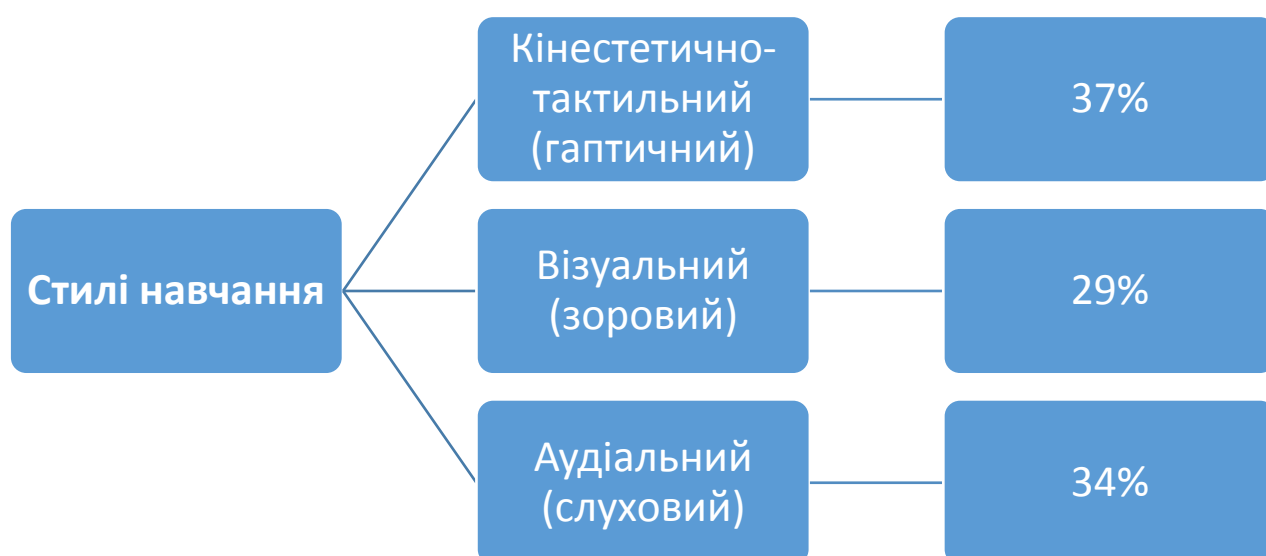 Стилі навчання
Кінестетично-
тактильний
(гаптичний)
37%
Візуальний
(зоровий)
29%
Аудіальний
(слуховий)
34%